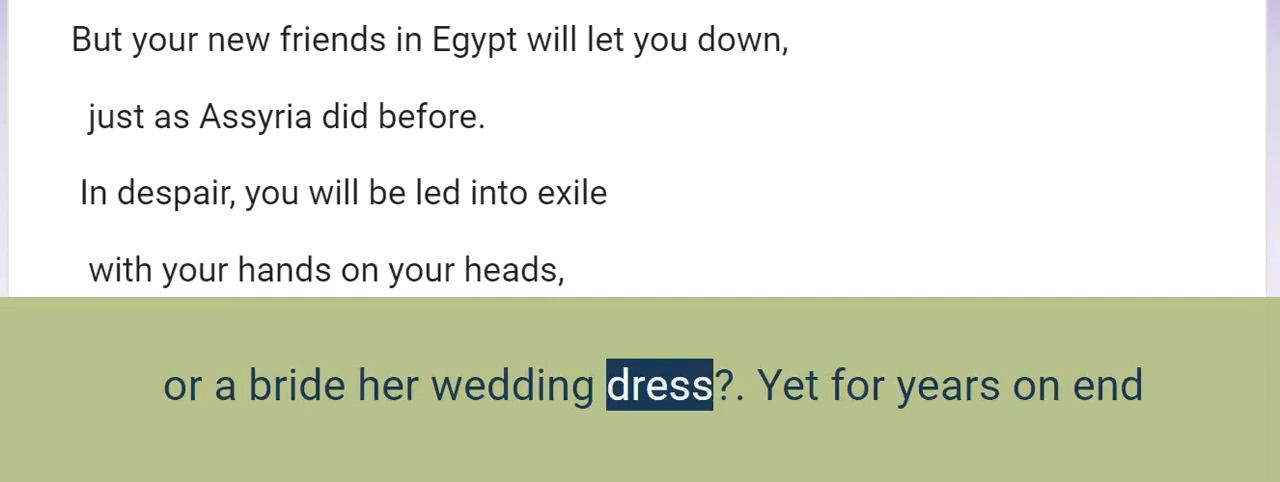 But your new friends in Egypt will let you down,
just as Assyria did before.
In despair, you will be led into exile
with your hands on your heads,
or a bride her wedding dress?. Yet for years on end